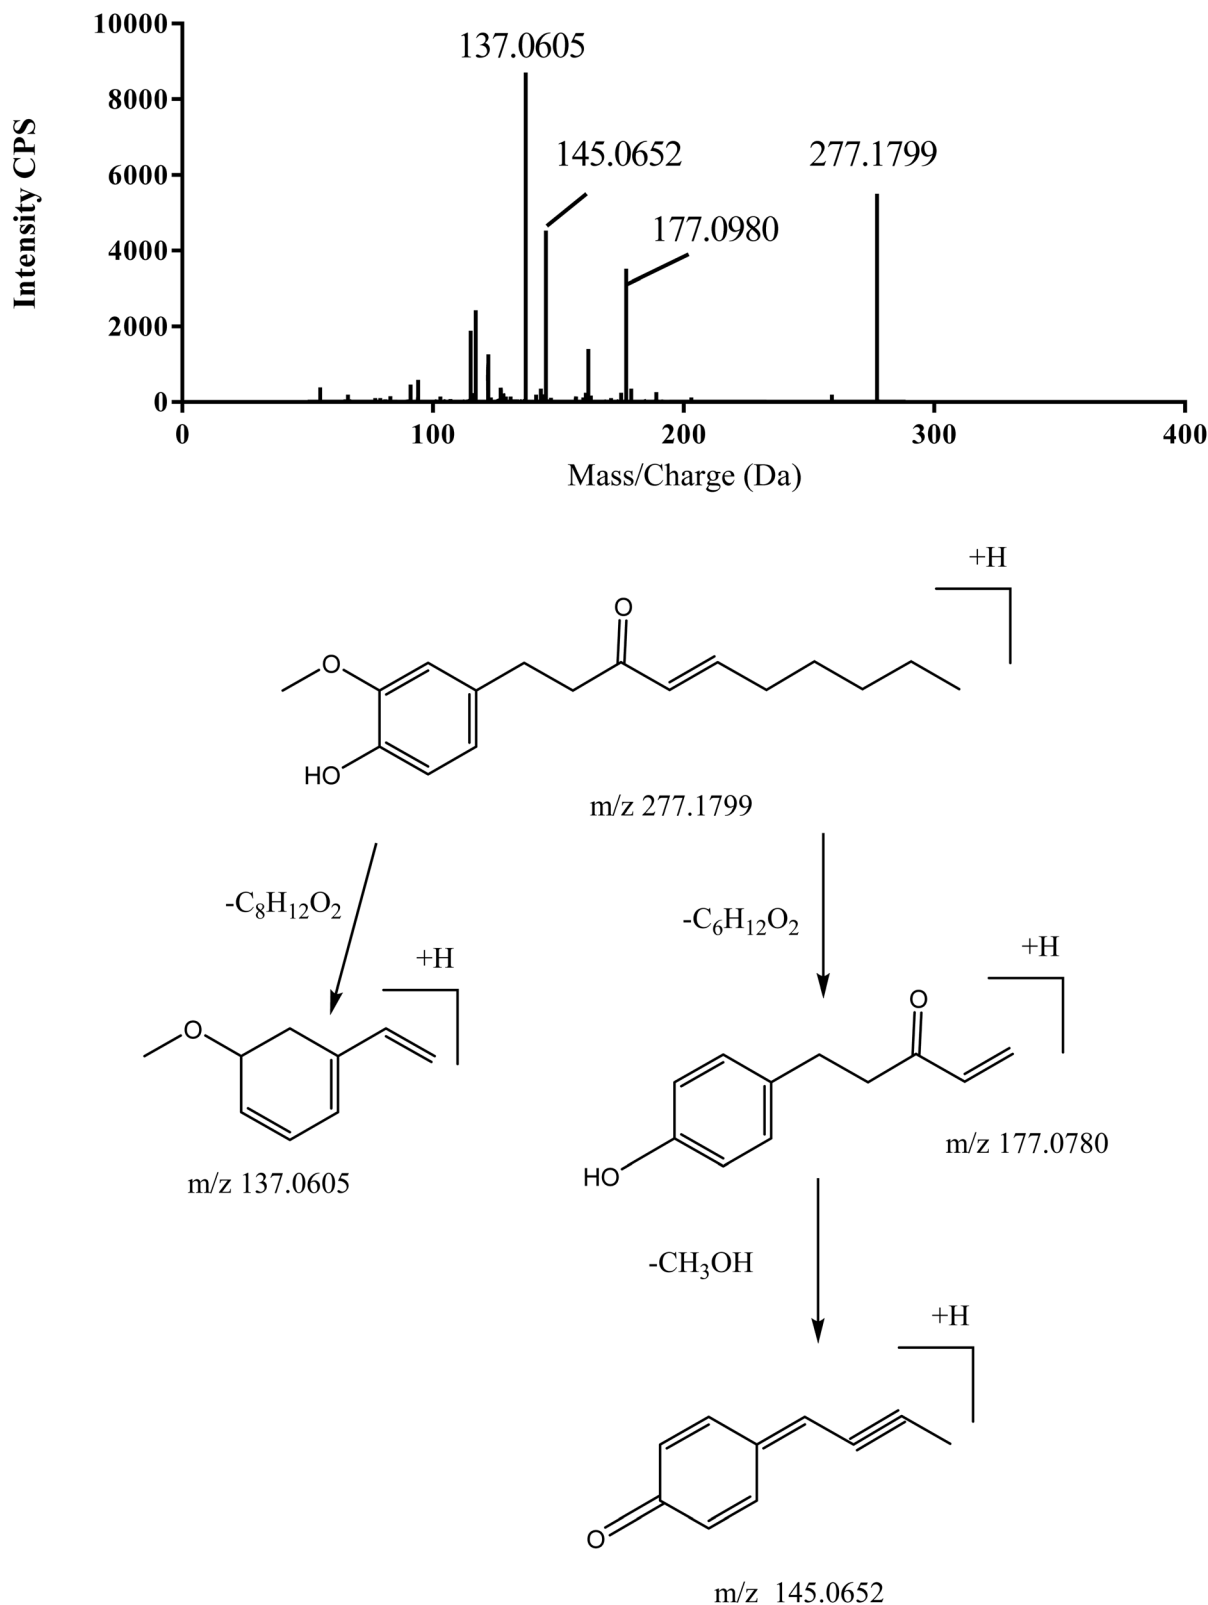 10000
137.0605
8000
145.0652
277.1799
6000
177.0980
4000
2000
0
Intensity CPS
0 100 200 300 400
Mass/Charge (Da)
+H
O
O
HO
m/z 277.1799
-C₈H₁₂O₂
-C₆H₁₂O₂
+H
+H
O
O
m/z 177.0780
HO
m/z 137.0605
-CH₃OH
+H
O
m/z 145.0652